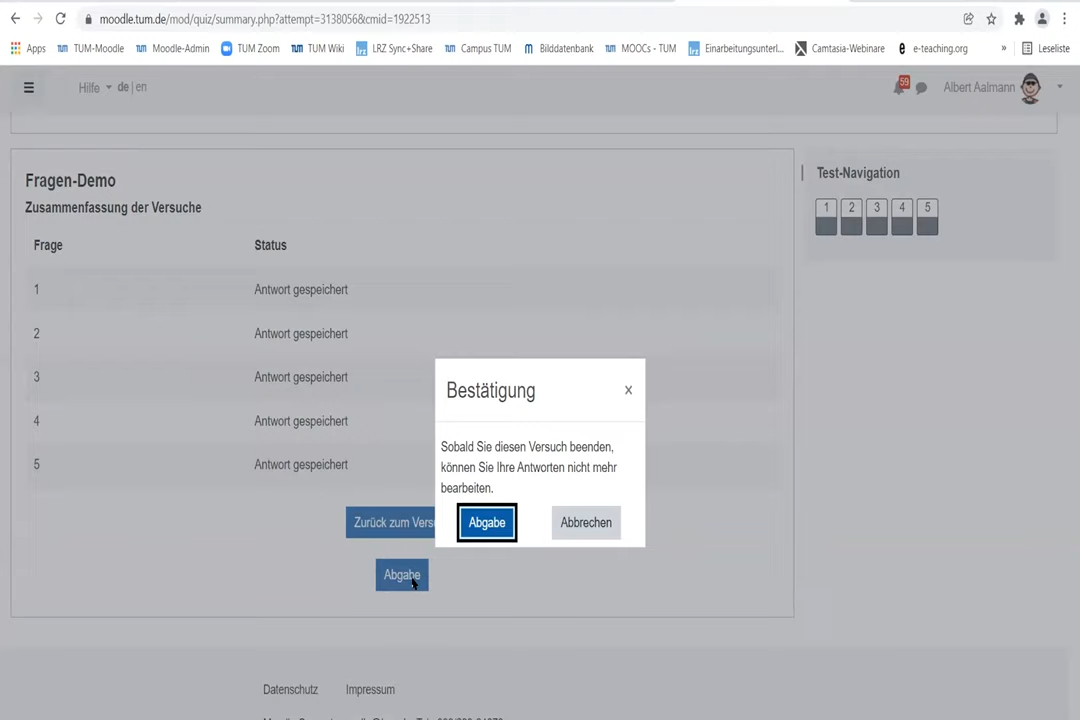 moodle.tum.de/mod/quiz/summary.php?attempt=3138056&cmid=1922513
Apps TUM-Moodle Moodle-Admin TUM Zoom TUM Wiki LRZ Sync+Share Campus TUM Bilddatenbank MOOCs - TUM Einarbeitungsunterl... Camtasia-Webinare e-teaching.org » Leseliste
Hilfe de | en 59 Albert Aalmann
Fragen-Demo
Zusammenfassung der Versuche
Frage Status
1 Antwort gespeichert
2 Antwort gespeichert
3 Antwort gespeichert
4 Antwort gespeichert
5 Antwort gespeichert
Zurück zum Vers
Abgabe
Bestätigung x
Sobald Sie diesen Versuch beenden,
können Sie Ihre Antworten nicht mehr
bearbeiten.
Abgabe Abbrechen
Test-Navigation
1 2 3 4 5
Datenschutz Impressum